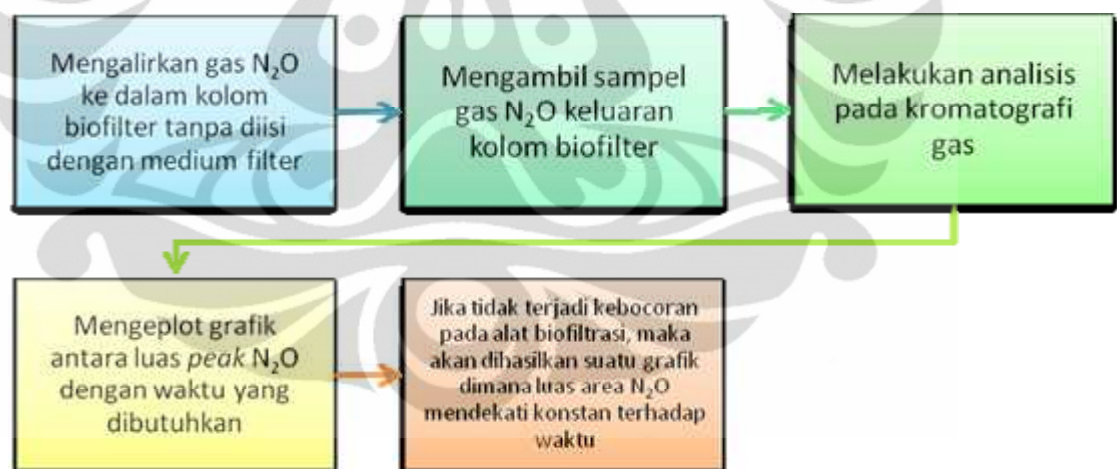 Mengalirkan gas N₂O
ke dalam kolom
biofilter tanpa diisi
dengan medium filter
Mengambil sampel
gas N₂O keluaran
kolom biofilter
Melakukan analisis
pada kromatografi
gas
Mengeplot grafik
antara luas peak N₂O
dengan waktu yang
dibutuhkan
Jika tidak terjadi kebocoran
pada alat biofiltrasi, maka
akan dihasilkan suatu grafik
dimana luas area N₂O
mendekati konstan terhadap
waktu